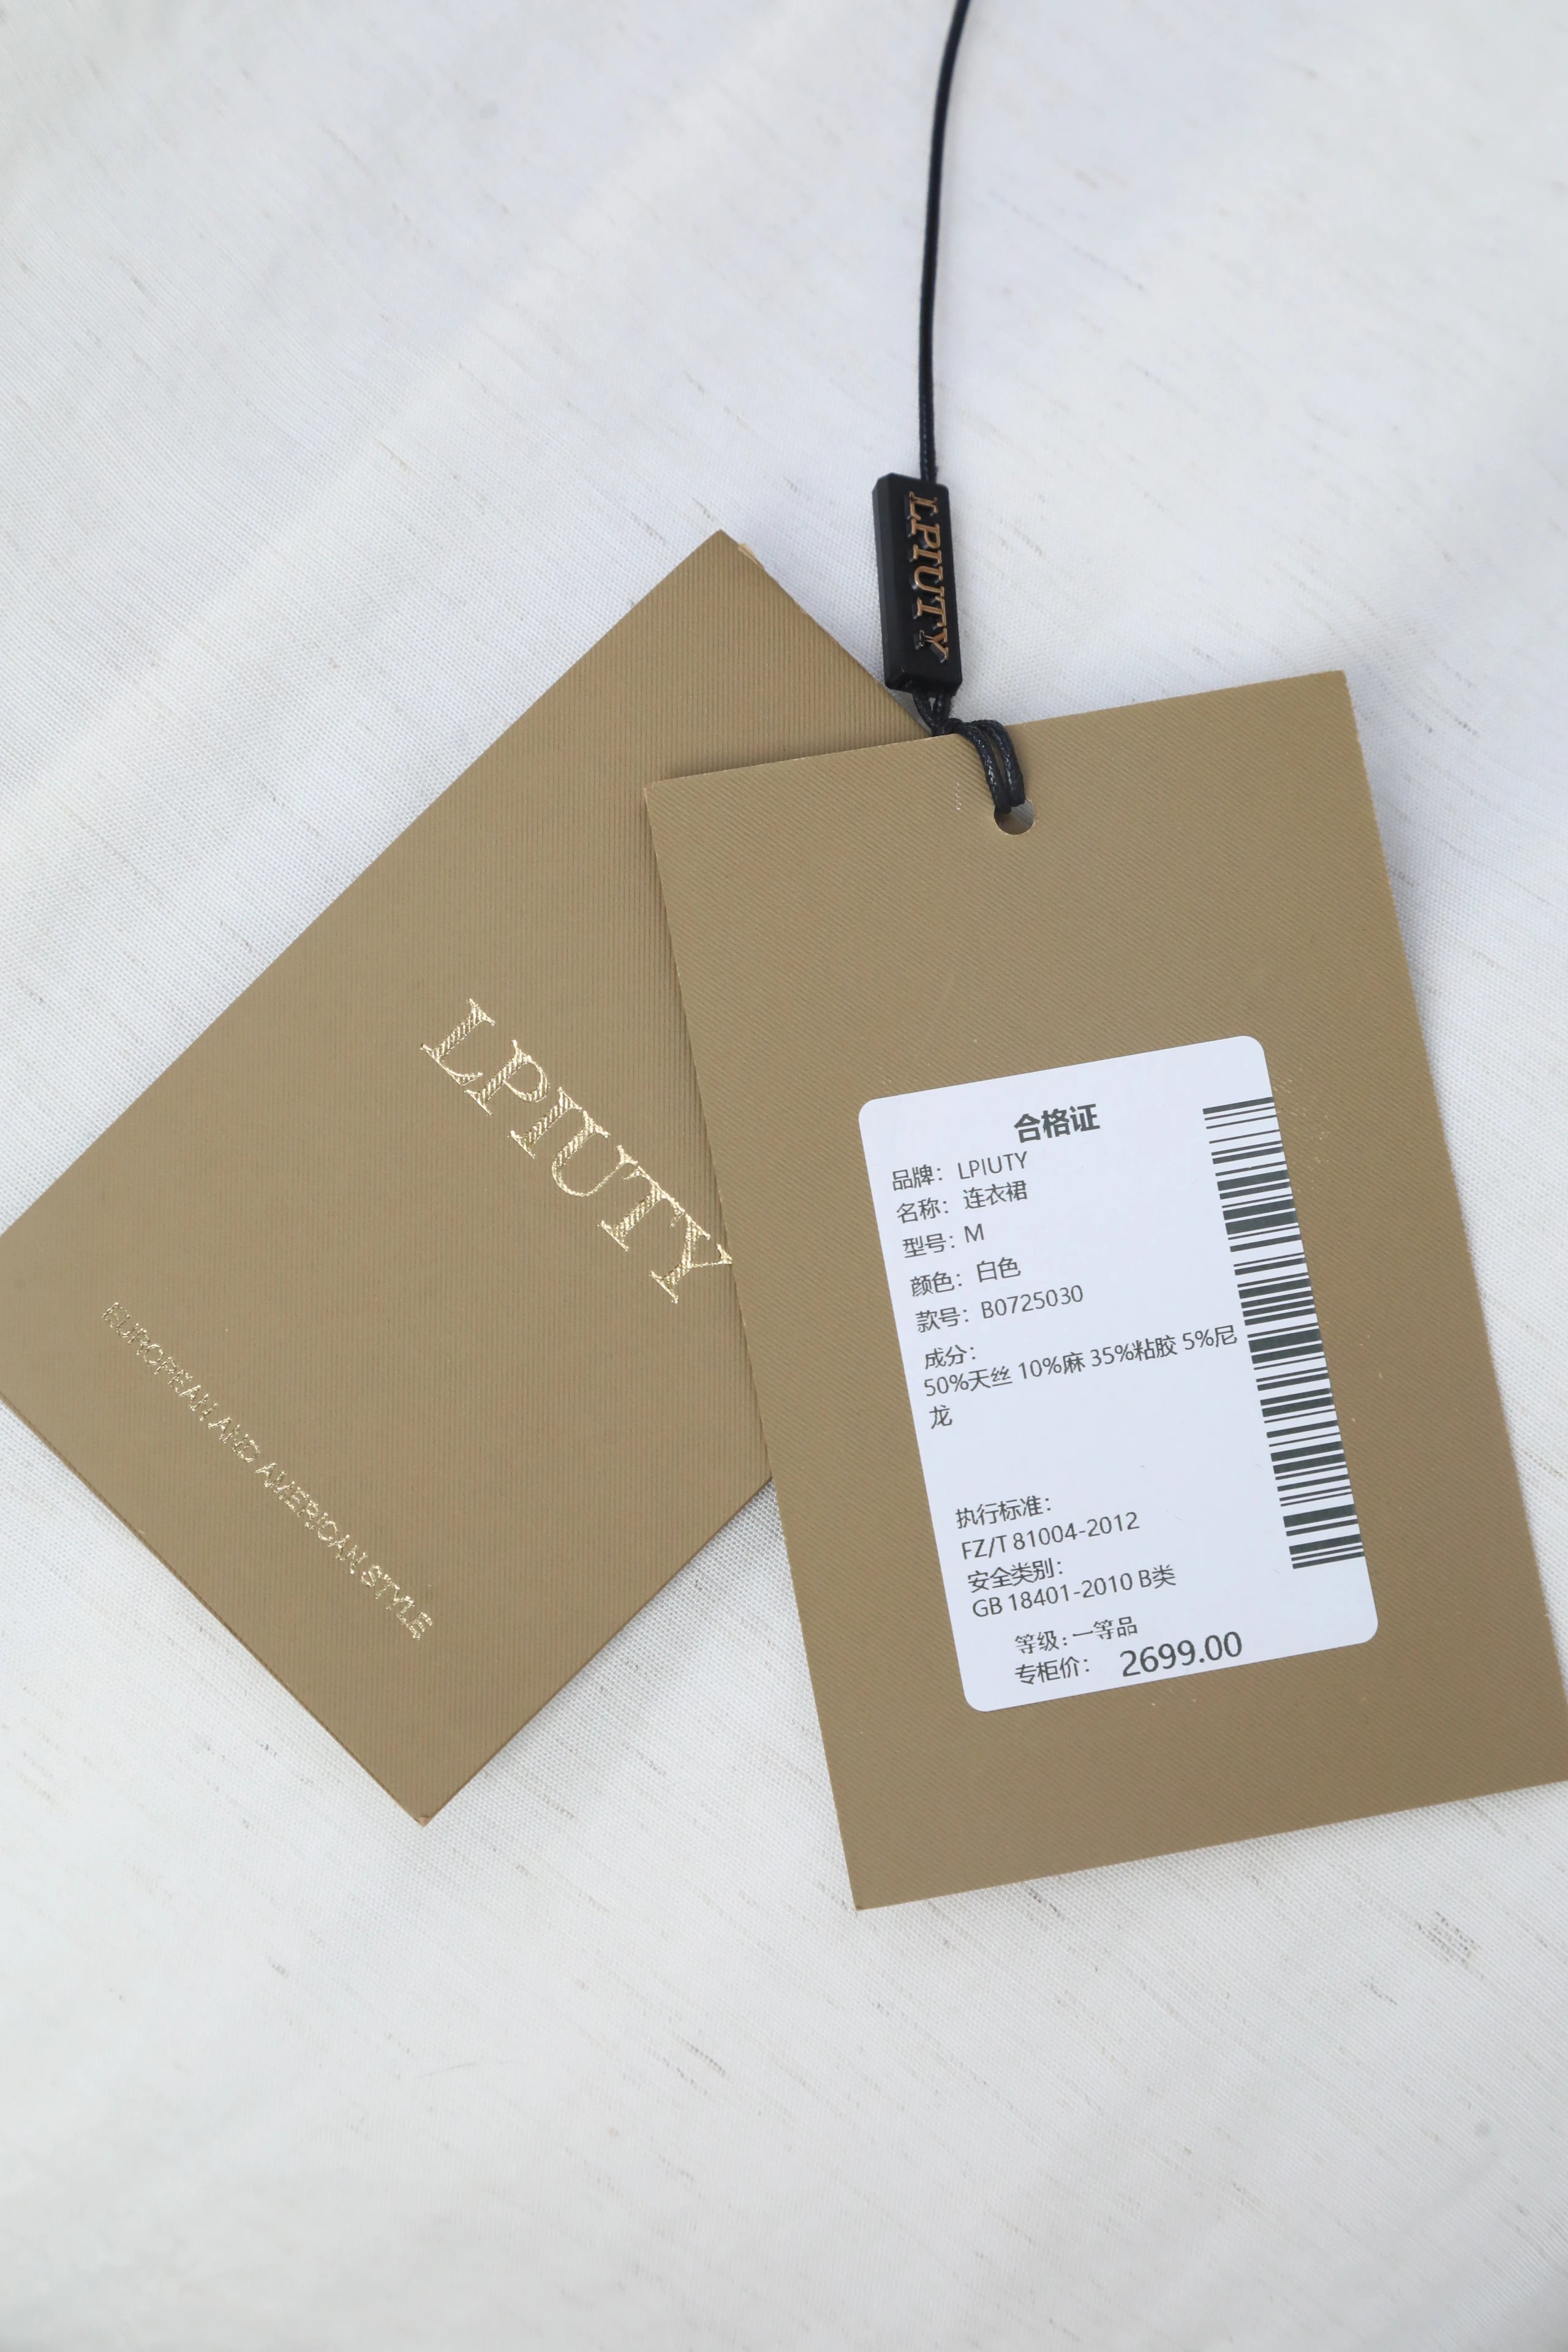 LPIUTY
LPIUTY
EUROPEAN AND AMERICAN STYLE
合格证
品牌: LPIUTY
名称: 连衣裙
型号: M
颜色: 白色
款号: B0725030
成分:
50%天丝 10%麻 35%粘胶 5%尼
龙
执行标准:
FZ/T 81004-2012
安全类别:
GB 18401-2010 B类
等级: 一等品
专柜价: 2699.00